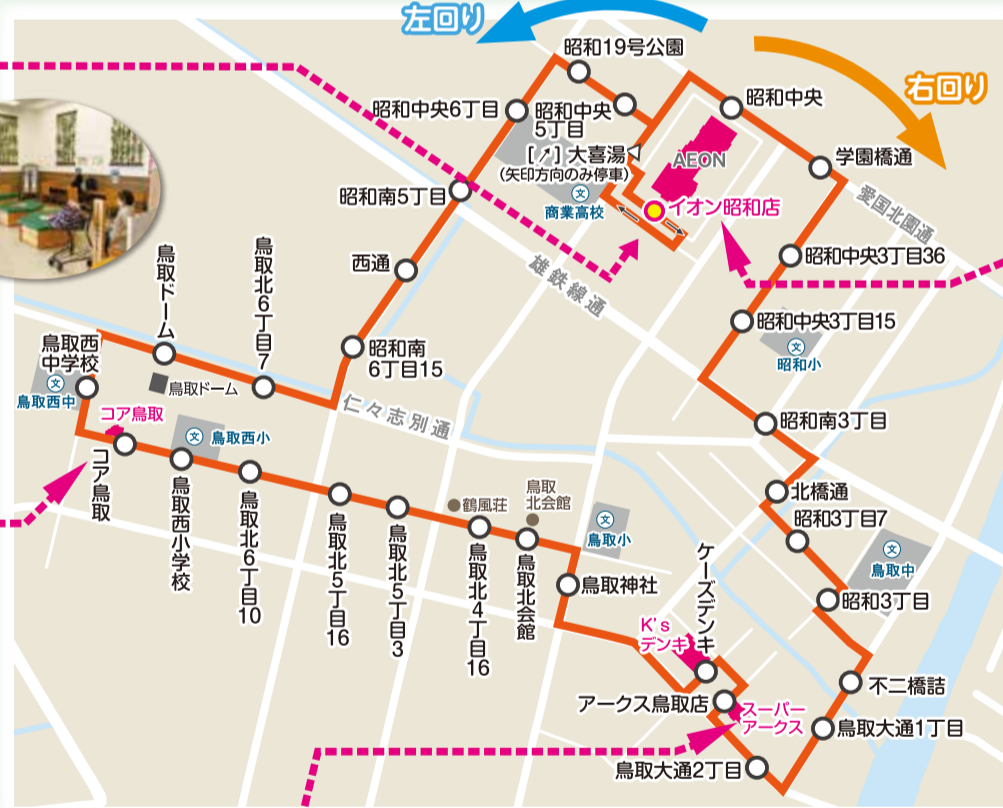 左回り
右回り
昭和19号公園
昭和中央6丁目
昭和中央
5丁目
[↗]大喜湯
(矢印方向のみ停車)
商業高校
AEON
イオン昭和店
昭和中央
学園橋通
愛国北園通
昭和南5丁目
西通
雄鉄線通
昭和中央3丁目36
昭和中央3丁目15
昭和小
昭和南
6丁目15
仁々志別通
鳥取北6丁目7
鳥取ドーム
鳥取ドーム
鳥取西
中学校
鳥取西中
コア鳥取
コア鳥取
鳥取西小
鳥取西小学校
鳥取北6丁目10
鳥取北5丁目16
鳥取北5丁目3
鶴風荘
鳥取北4丁目16
鳥取
北会館
鳥取北会館
鳥取小
鳥取神社
昭和南3丁目
北橋通
昭和3丁目7
鳥取中
昭和3丁目
ケーズデンキ
K's
デンキ
アークス鳥取店
スーパー
アークス
不二橋詰
鳥取大通1丁目
鳥取大通2丁目
文
文
文
文
文
文